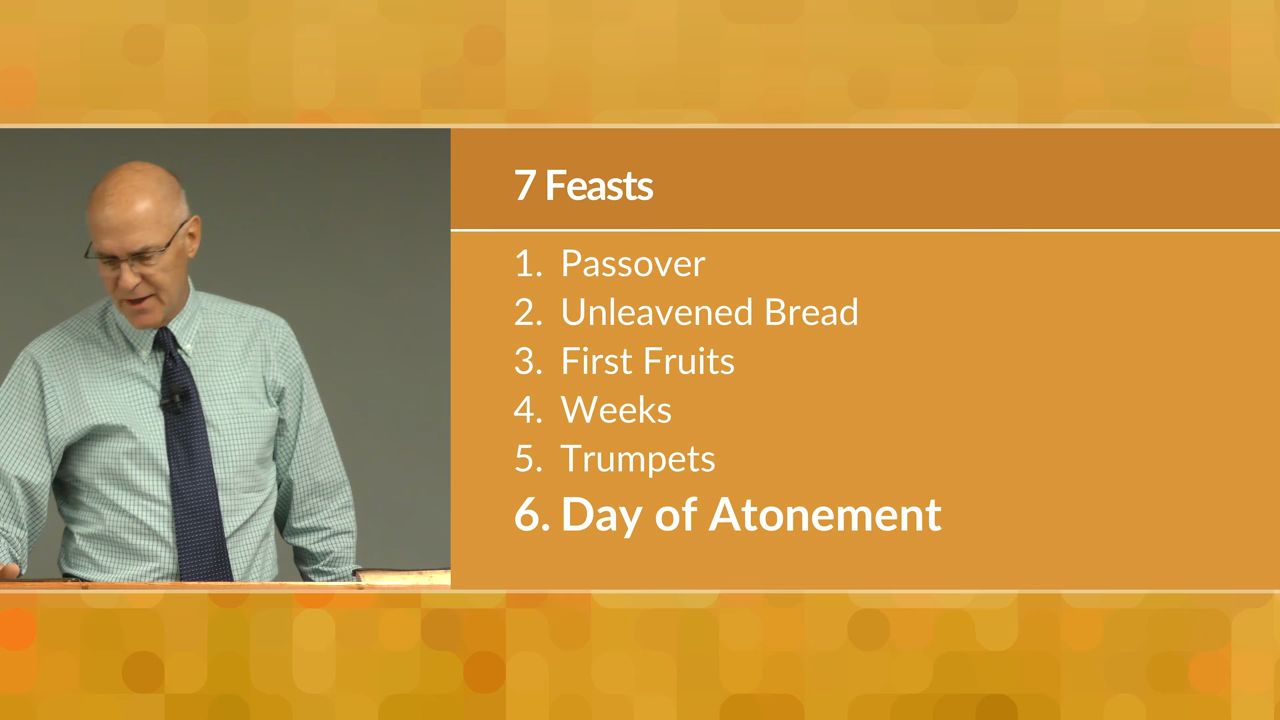 7 Feasts
1. Passover
2. Unleavened Bread
3. First Fruits
4. Weeks
5. Trumpets
6. Day of Atonement